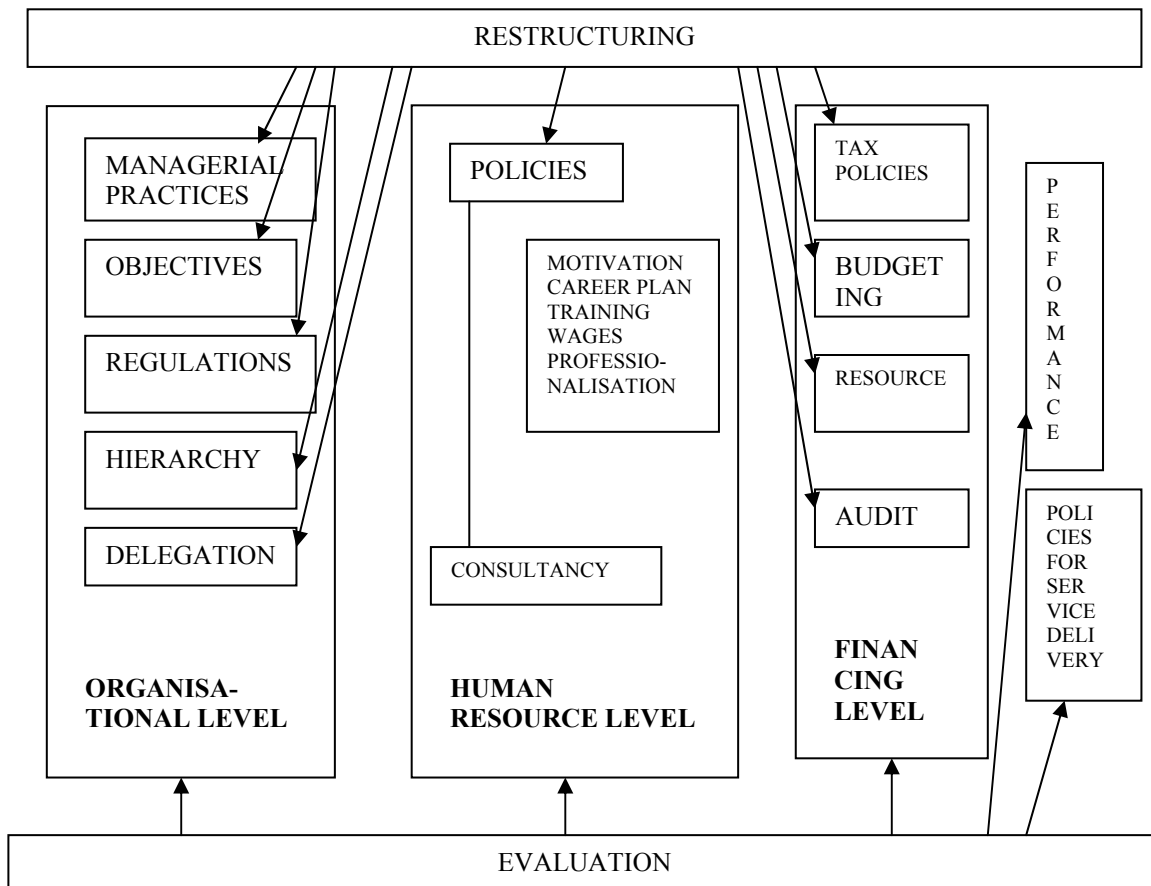 RESTRUCTURING
MANAGERIAL
PRACTICES
OBJECTIVES
REGULATIONS
HIERARCHY
DELEGATION
ORGANISA-
TIONAL LEVEL
POLICIES
MOTIVATION
CAREER PLAN
TRAINING
WAGES
PROFESSIO-
NALISATION
CONSULTANCY
HUMAN
RESOURCE LEVEL
TAX
POLICIES
BUDGET
ING
RESOURCE
AUDIT
FINAN
CING
LEVEL
P
E
R
F
O
R
M
A
N
C
E
POLI
CIES
FOR
SER
VICE
DELI
VERY
EVALUATION